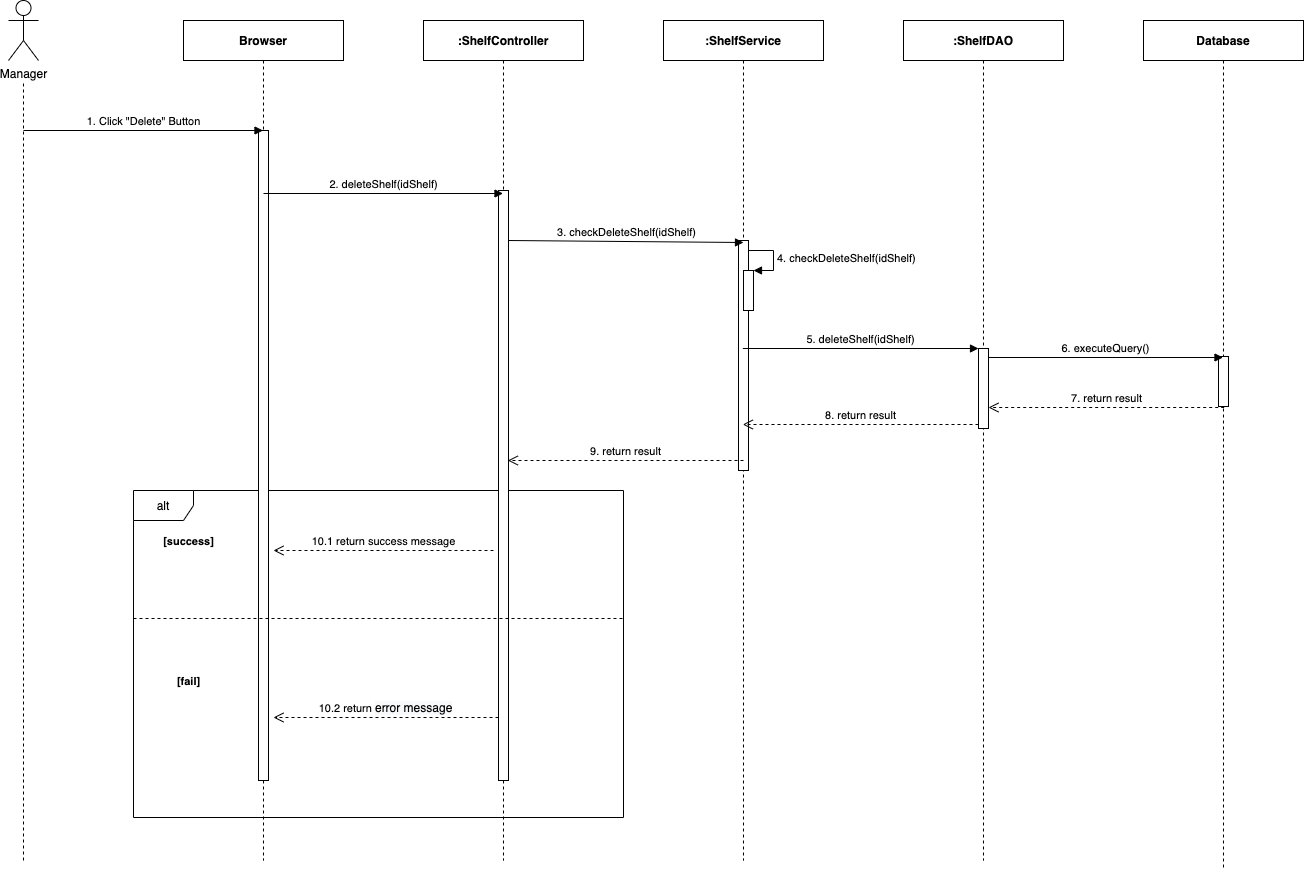 Manager
Browser
:ShelfController
:ShelfService
:ShelfDAO
Database
1. Click "Delete" Button
2. deleteShelf(idShelf)
3. checkDeleteShelf(idShelf)
4. checkDeleteShelf(idShelf)
5. deleteShelf(idShelf)
6. executeQuery()
7. return result
8. return result
9. return result
alt
[success]
10.1 return success message
[fail]
10.2 return error message